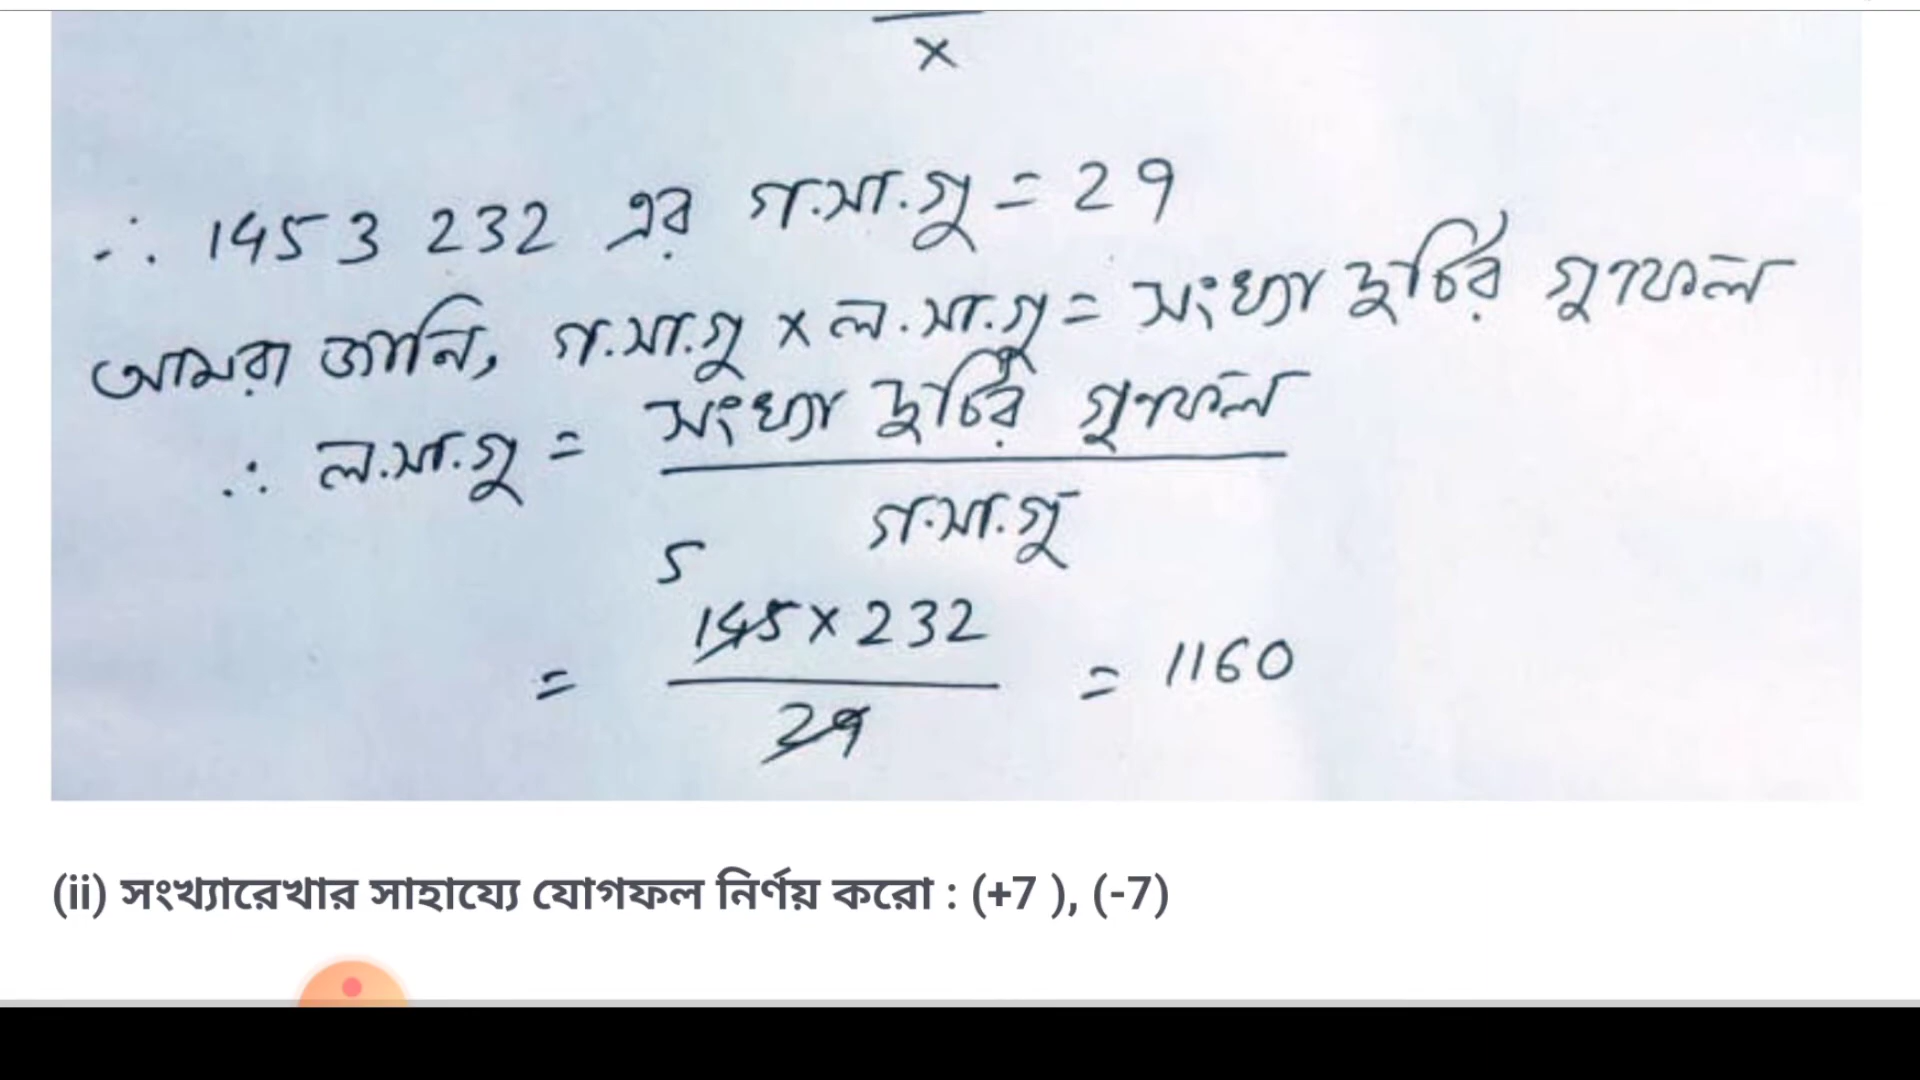 x
∴ 145 ও 232 এর গ.সা.গু = 29
আমরা জানি, গ.সা.গু x ল.সা.গু = সংখ্যা দুটির গুণফল
∴ ল.সা.গু = সংখ্যা দুটির গুণফল
গ.সা.গু
5
= 145 x 232 = 1160
29
(ii) সংখ্যারেখার সাহায্যে যোগফল নির্ণয় করো : (+7 ), (-7)